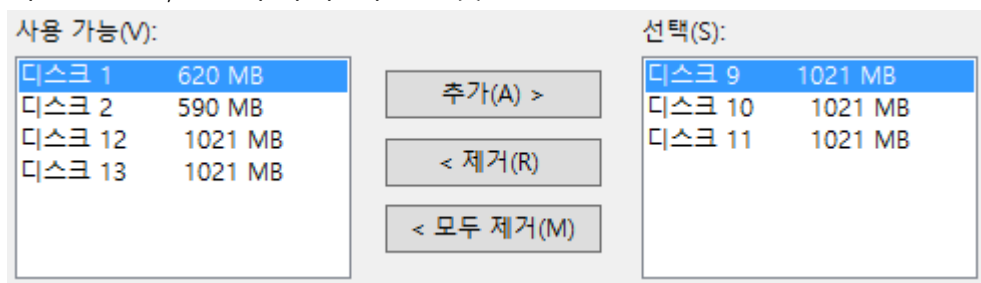 사용 가능(V):
디스크 1 620 MB
디스크 2 590 MB
디스크 12 1021 MB
디스크 13 1021 MB
추가(A) >
< 제거(R)
< 모두 제거(M)
선택(S):
디스크 9 1021 MB
디스크 10 1021 MB
디스크 11 1021 MB